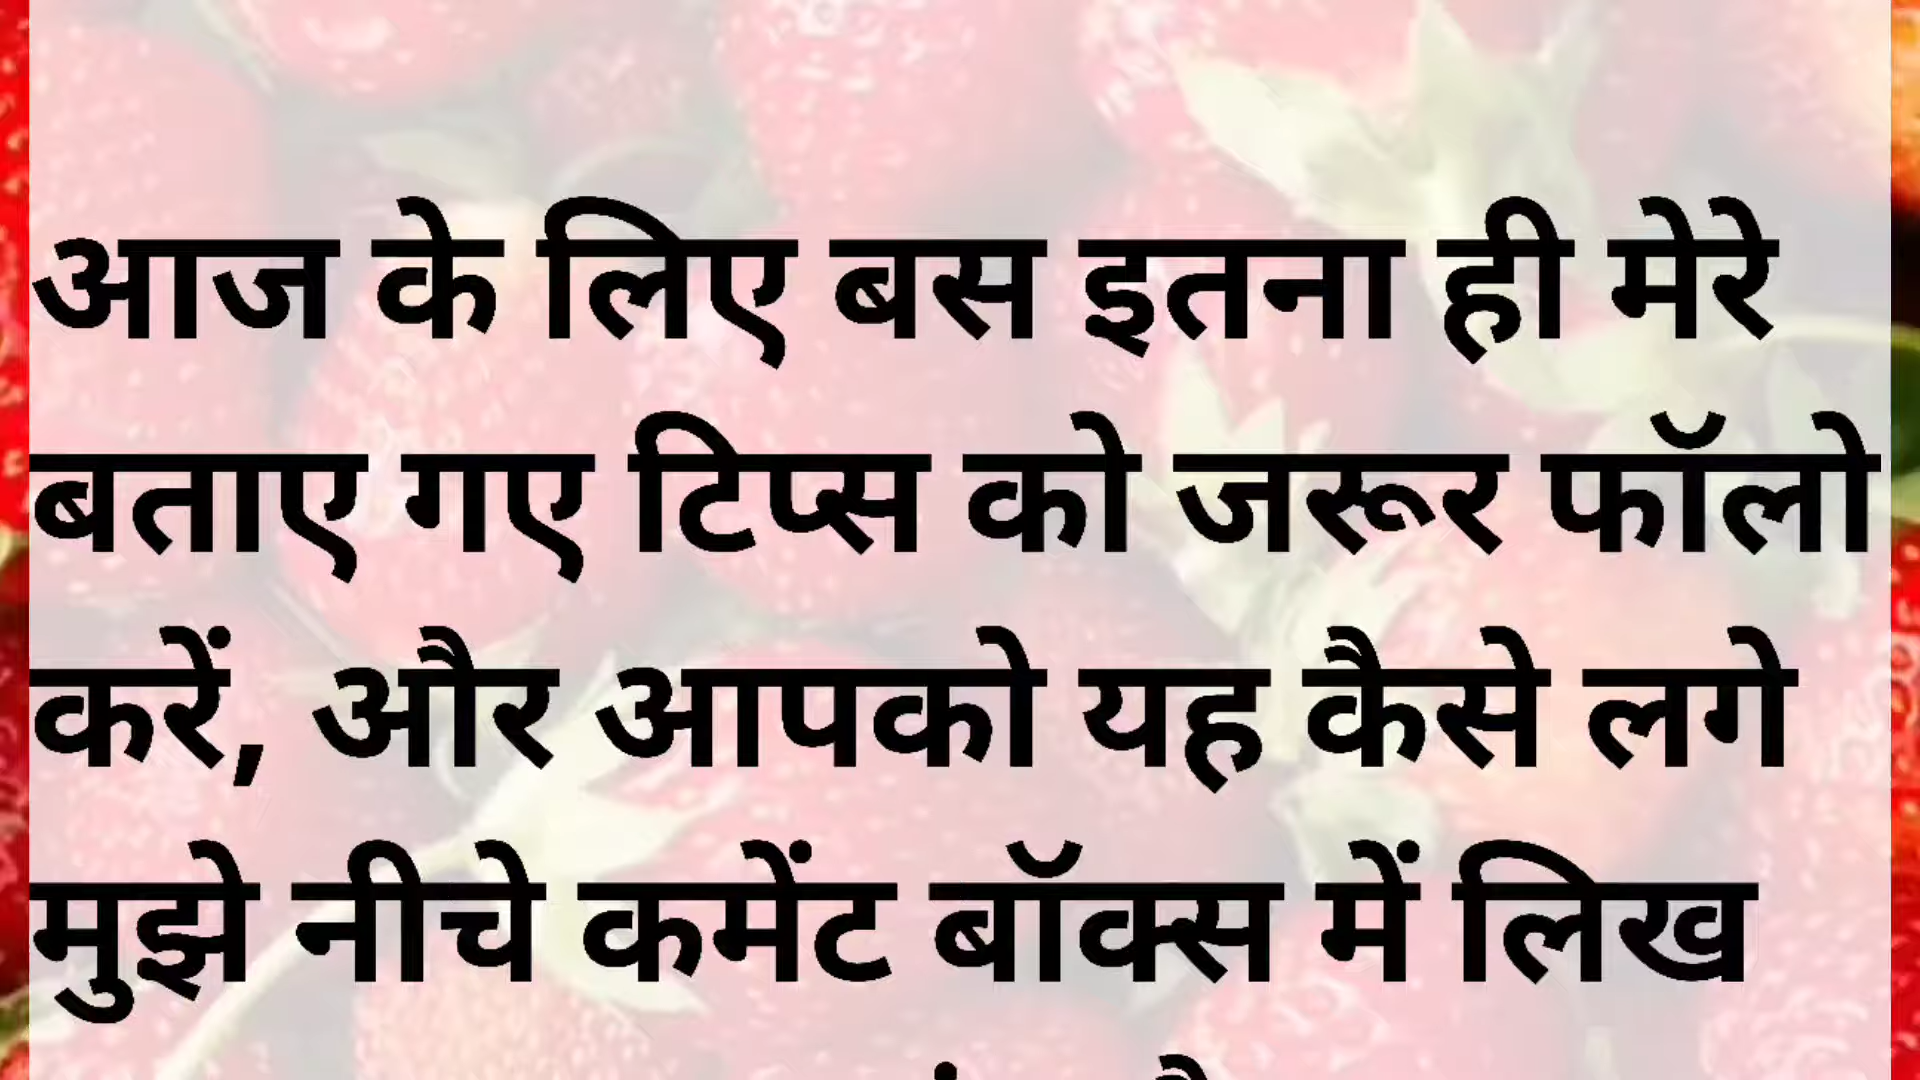 आज के लिए बस इतना ही मेरे
बताए गए टिप्स को जरूर फॉलो
करें, और आपको यह कैसे लगे
मुझे नीचे कमेंट बॉक्स में लिख